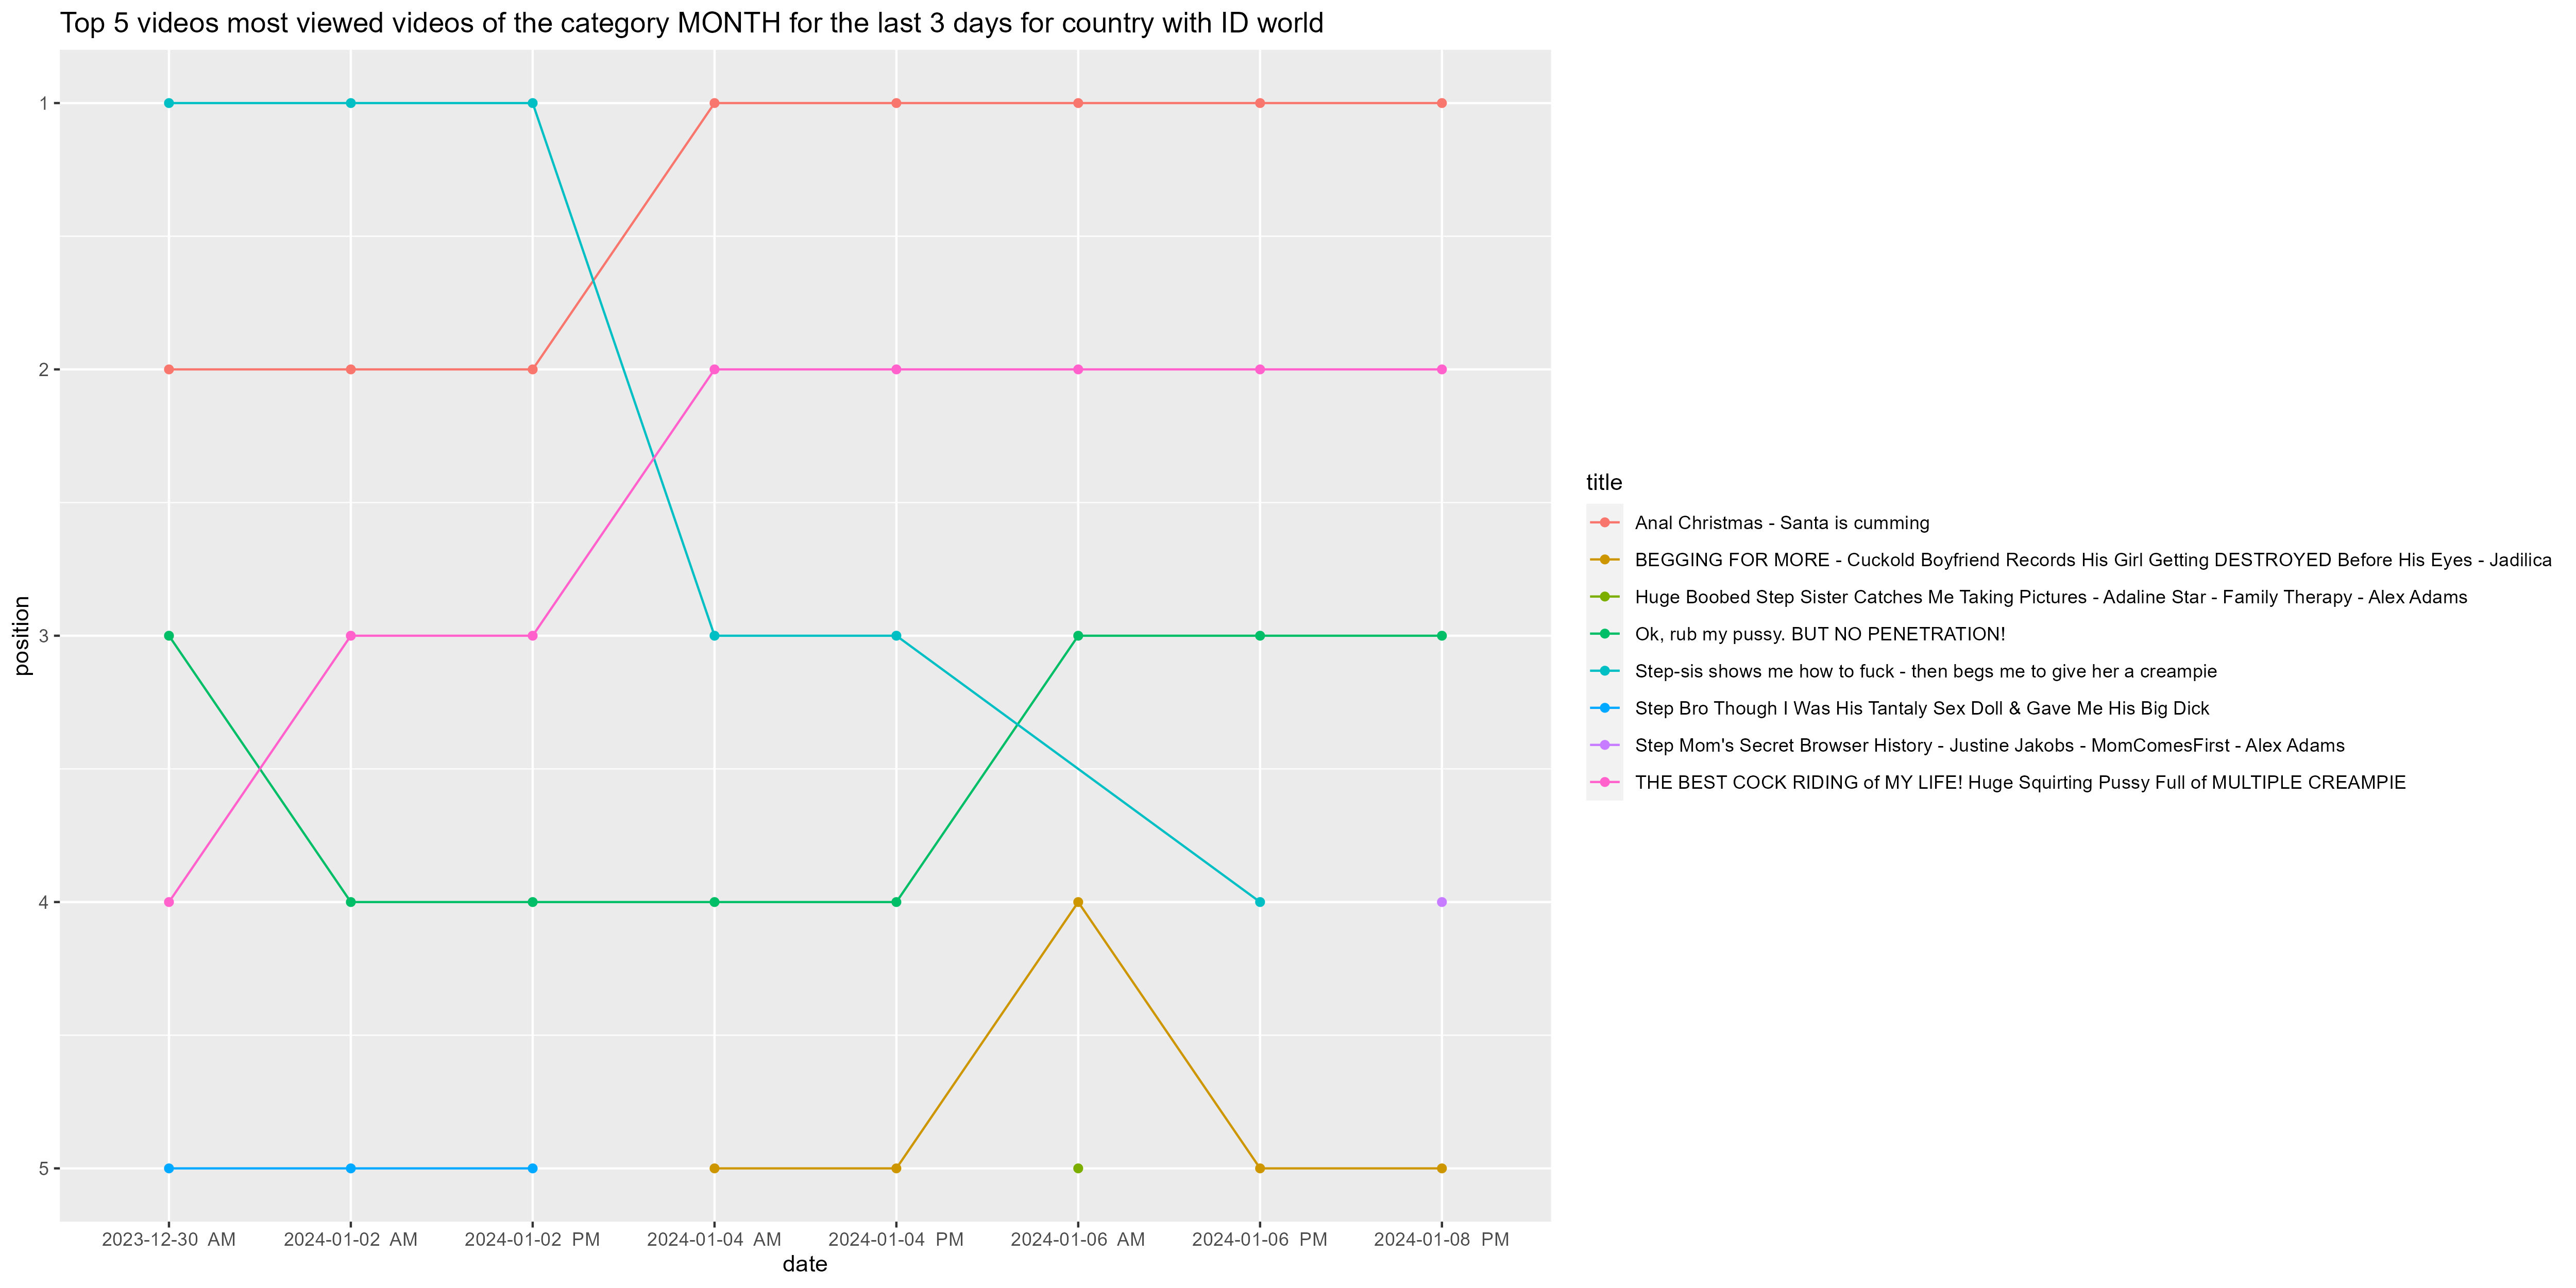 Top 5 videos most viewed videos of the category MONTH for the last 3 days for country with ID world
position
1
2
3
4
5
2023-12-30 AM
2024-01-02 AM
2024-01-02 PM
2024-01-04 AM
2024-01-04 PM
2024-01-06 AM
2024-01-06 PM
2024-01-08 PM
date
title
Anal Christmas - Santa is cumming
BEGGING FOR MORE - Cuckold Boyfriend Records His Girl Getting DESTROYED Before His Eyes - Jadilica
Huge Boobed Step Sister Catches Me Taking Pictures - Adaline Star - Family Therapy - Alex Adams
Ok, rub my pussy. BUT NO PENETRATION!
Step-sis shows me how to fuck - then begs me to give her a creampie
Step Bro Though I Was His Tantaly Sex Doll & Gave Me His Big Dick
Step Mom's Secret Browser History - Justine Jakobs - MomComesFirst - Alex Adams
THE BEST COCK RIDING of MY LIFE! Huge Squirting Pussy Full of MULTIPLE CREAMPIE